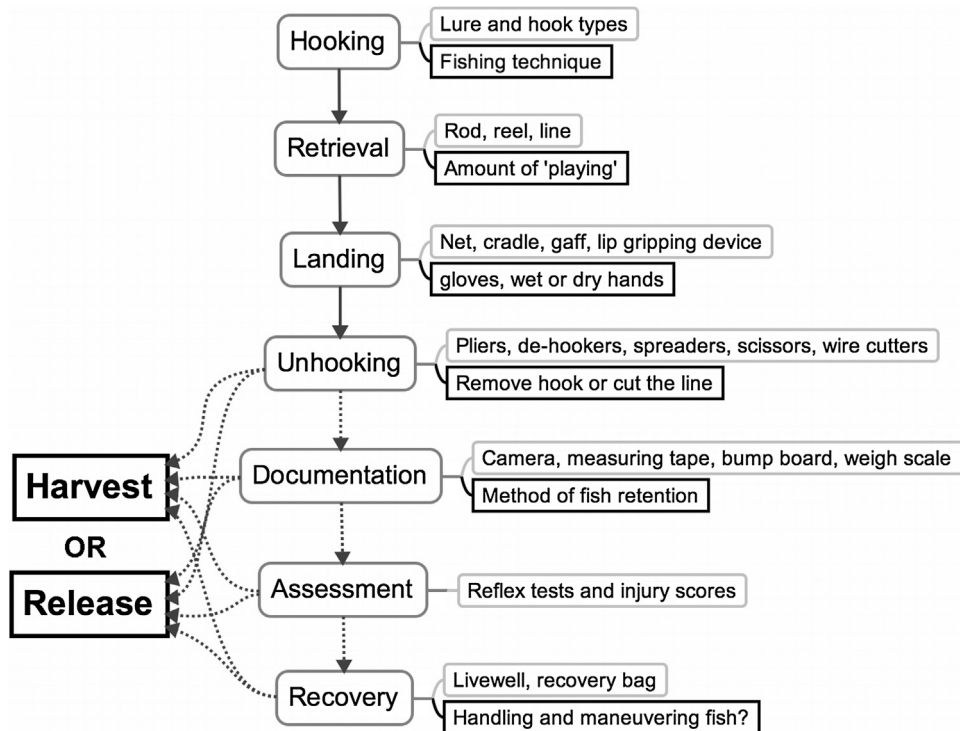 Hooking
Lure and hook types
Fishing technique
Retrieval
Rod, reel, line
Amount of 'playing'
Landing
Net, cradle, gaff, lip gripping device
gloves, wet or dry hands
Unhooking
Pliers, de-hookers, spreaders, scissors, wire cutters
Remove hook or cut the line
Documentation
Camera, measuring tape, bump board, weigh scale
Method of fish retention
Harvest
OR
Release
Assessment
Reflex tests and injury scores
Recovery
Livewell, recovery bag
Handling and maneuvering fish?